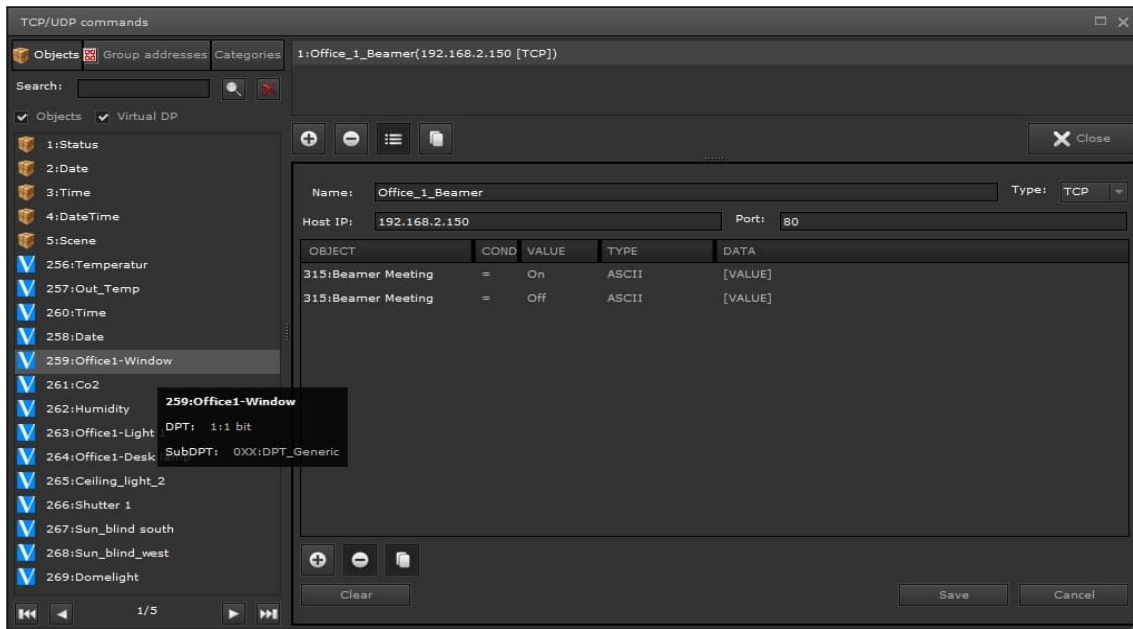 TCP/UDP commands
Objects Group addresses Categories
Search:
Objects Virtual DP
1:Status
2:Date
3:Time
4:DateTime
5:Scene
256:Temperatur
257:Out_Temp
260:Time
258:Date
259:Office1-Window
261:Co2
262:Humidity
263:Office1-Light
264:Office1-Desk
265:Ceiling_light_2
266:Shutter 1
267:Sun_blind south
268:Sun_blind_west
269:Domelight
1/5
259:Office1-Window
DPT: 1:1 bit
SubDPT: 0XX:DPT_Generic
1:Office_1_Beamer(192.168.2.150 [TCP])
Close
Name: Office_1_Beamer Type: TCP
Host IP: 192.168.2.150 Port: 80
OBJECT COND VALUE TYPE DATA
315:Beamer Meeting = On ASCII [VALUE]
315:Beamer Meeting = Off ASCII [VALUE]
Clear Save Cancel